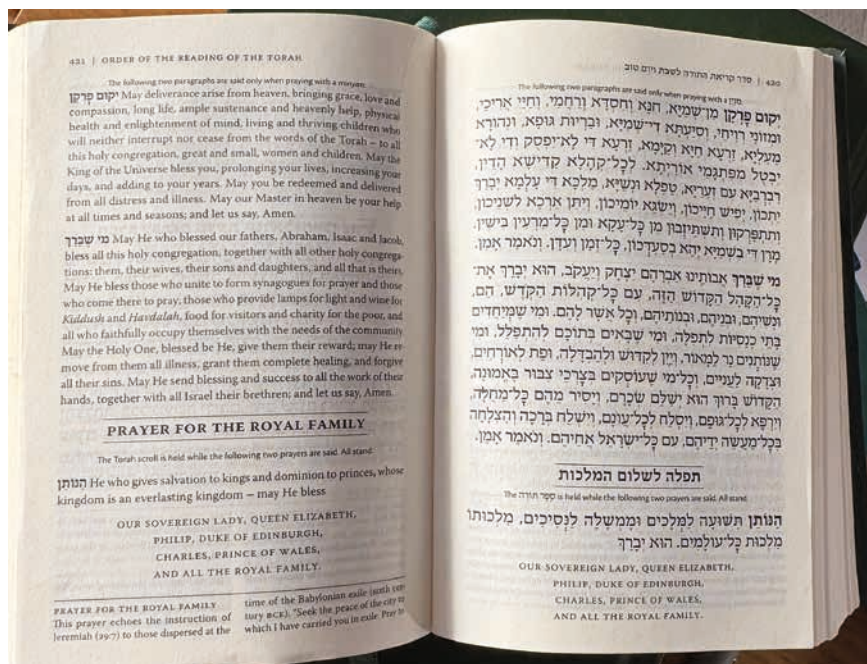 421 | ORDER OF THE READING OF THE TORAH
The following two paragraphs are said only when praying with a minyan:
יקום פרקן May deliverance arise from heaven, bringing grace, love and
compassion, long life, ample sustenance and heavenly help, physical
health and enlightenment of mind, living and thriving children who
will neither interrupt nor cease from the words of the Torah – to all
this holy congregation, great and small, women and children. May the
King of the Universe bless you, prolonging your lives, increasing your
days, and adding to your years. May you be redeemed and delivered
from all distress and illness. May our Master in heaven be your help
at all times and seasons; and let us say, Amen.
מי שברך May He who blessed our fathers, Abraham, Isaac and Jacob,
bless all this holy congregation, together with all other holy congrega-
tions: them, their wives, their sons and daughters, and all that is theirs.
May He bless those who unite to form synagogues for prayer and those
who come there to pray; those who provide lamps for light and wine for
Kiddush and Havdalah, food for visitors and charity for the poor, and
all who faithfully occupy themselves with the needs of the community
May the Holy One, blessed be He, give them their reward; may He re-
move from them all illness, grant them complete healing, and forgive
all their sins. May He send blessing and success to all the work of their
hands, together with all Israel their brethren; and let us say, Amen.
PRAYER FOR THE ROYAL FAMILY
The Torah scroll is held while the following two prayers are said. All stand.
הנותן He who gives salvation to kings and dominion to princes, whose
kingdom is an everlasting kingdom – may He bless
OUR SOVEREIGN LADY, QUEEN ELIZABETH,
PHILIP, DUKE OF EDINBURGH,
CHARLES, PRINCE OF WALES,
AND ALL THE ROYAL FAMILY.
PRAYER FOR THE ROYAL FAMILY
This prayer echoes the instruction of
Jeremiah (29:7) to those dispersed at the
time of the Babylonian exile (sixth cen-
tury BCE). "Seek the peace of the city to
which I have carried you in exile. Pray to
סדר קריאת התורה לשבת ויום טוב | 420
The following two paragraphs are said only when praying with a מנין:
יְקוּם פֻּרְקָן מִן שְׁמַיָּא, חִנָּא וְחִסְדָּא וְרַחֲמֵי, וְחַיֵּי אֲרִיכֵי,
וּמְזוֹנֵי רְוִיחֵי, וְסִיַּעְתָּא דִי שְׁמַיָּא, וּבַרְיוּת גּוּפָא, וּנְהוֹרָא
מַעַלְיָא, זַרְעָא חַיָּא וְקַיָּמָא, זַרְעָא דִּי לָא יִפְסֻק וְדִי לָא
יִבְטֻל מִפִּתְגָּמֵי אוֹרַיְתָא. לְכָל־קְהָלָא קַדִּישָׁא הָדֵין,
רַבְרְבַיָּא עִם זְעֵרַיָּא, טַפְלָא וּנְשַׁיָּא, מַלְכָּא דִי עָלְמָא יְבָרֵךְ
יָתְכוֹן, יַפֵּישׁ חַיֵּיכוֹן, וְיַשְׂגֵּא יוֹמֵיכוֹן, וְיִתֵּן אַרְכָא לִשְׁנֵיכוֹן,
וְתִתְפָּרְקוּן וְתִשְׁתֵּיזְבוּן מִן כָּל־עָקָא וּמִן כָּל־מַרְעִין בִּישִׁין,
מָרַן דִּי בִשְׁמַיָּא יְהֵא בְסַעְדְּכוֹן, כָּל־זְמַן וְעִדָּן, וְנֹאמַר אָמֵן.
מִי שֶׁבֵּרַךְ אֲבוֹתֵינוּ אַבְרָהָם יִצְחָק וְיַעֲקֹב, הוּא יְבָרֵךְ אֶת־
כָּל־הַקָּהָל הַקָּדוֹשׁ הַזֶּה, עִם כָּל־קְהִלּוֹת הַקֹּדֶשׁ, הֵם,
וּנְשֵׁיהֶם, וּבְנֵיהֶם, וּבְנוֹתֵיהֶם, וְכָל אֲשֶׁר לָהֶם. וּמִי שֶׁמְּיַחֲדִים
בָּתֵּי כְנֵסִיּוֹת לִתְפִלָּה, וּמִי שֶׁבָּאִים בְּתוֹכָם לְהִתְפַּלֵּל, וּמִי
שֶׁנּוֹתְנִים נֵר לַמָּאוֹר, וְיַיִן לְקִדּוּשׁ וּלְהַבְדָּלָה, וּפַת לָאוֹרְחִים,
וּצְדָקָה לָעֲנִיִּים, וְכָל־מִי שֶׁעוֹסְקִים בְּצָרְכֵי צִבּוּר בֶּאֱמוּנָה,
הַקָּדוֹשׁ בָּרוּךְ הוּא יְשַׁלֵּם שְׂכָרָם, וְיָסִיר מֵהֶם כָּל־מַחֲלָה,
וְיִרְפָּא לְכָל־גּוּפָם, וְיִסְלַח לְכָל־עֲוֹנָם, וְיִשְׁלַח בְּרָכָה וְהַצְלָחָה
בְּכָל־מַעֲשֵׂה יְדֵיהֶם, עִם כָּל־יִשְׂרָאֵל אֲחֵיהֶם. וְנֹאמַר אָמֵן.
תפלה לשלום המלכות
The ספר תורה is held while the following two prayers are said. All stand.
הַנּוֹתֵן תְּשׁוּעָה לַמְּלָכִים וּמֶמְשָׁלָה לַנְּסִיכִים, מַלְכוּתוֹ
מַלְכוּת כָּל־עוֹלָמִים. הוּא יְבָרֵךְ
OUR SOVEREIGN LADY, QUEEN ELIZABETH,
PHILIP, DUKE OF EDINBURGH,
CHARLES, PRINCE OF WALES,
AND ALL THE ROYAL FAMILY.